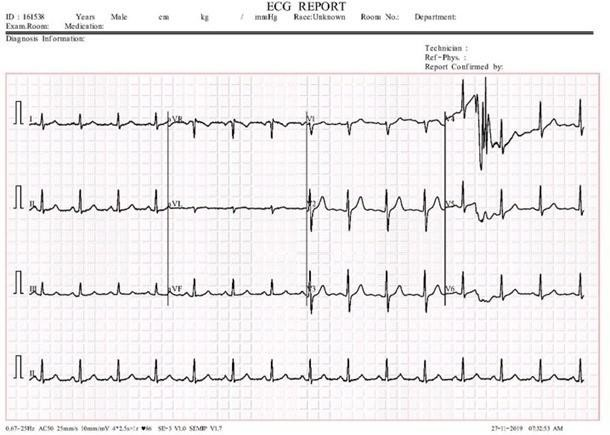 ECG REPORT
ID : 161538 Years Male cm kg / mmHg Race:Unknown Room No.: Department:
Exam.Room: Medication:
Diagnosis Information:
Technician :
Ref-Phys. :
Report Confirmed by:
I aVR V1 V4
II aVL V2 V5
III aVF V3 V6
II
0.67~25Hz AC50 25mm/s 10mm/mV 4*2.5s+1r ♥86 SE-3 V1.0 SEMIP V1.7
27-11-2019 07:32:53 AM